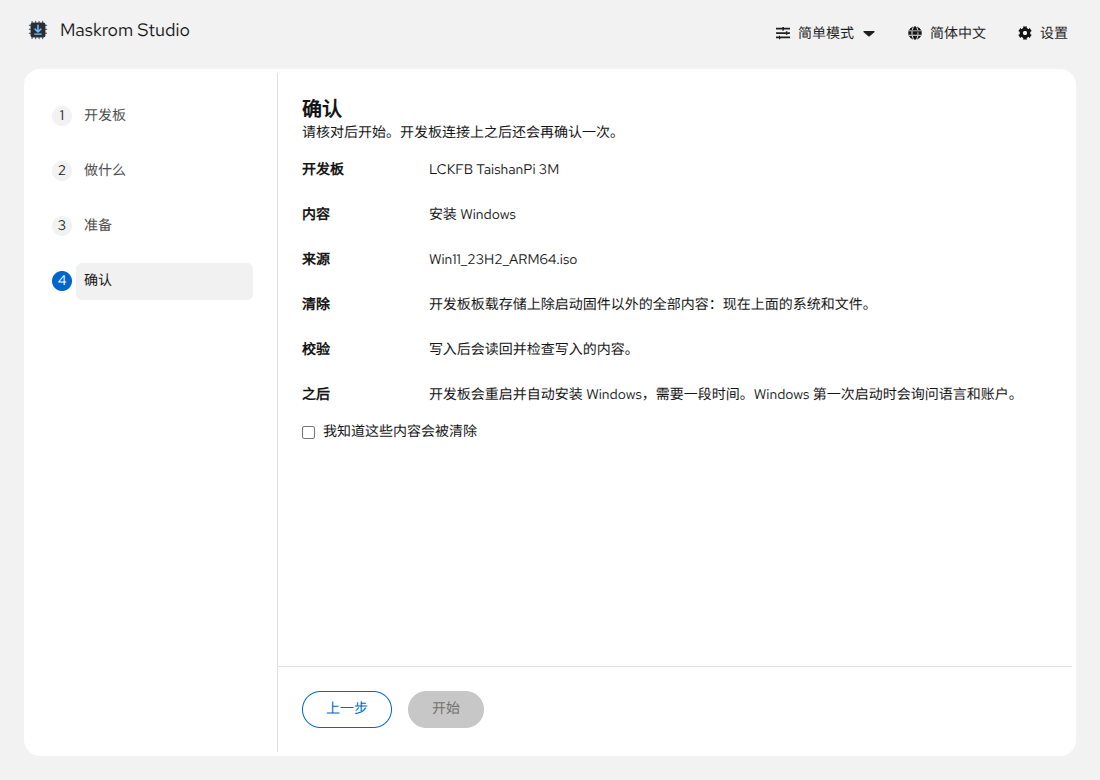 Maskrom Studio
简单模式
简体中文
设置
1 开发板
2 做什么
3 准备
4 确认
确认
请核对后开始。开发板连接上之后还会再确认一次。
开发板 LCKFB TaishanPi 3M
内容 安装 Windows
来源 Win11_23H2_ARM64.iso
清除 开发板板载存储上除启动固件以外的全部内容：现在上面的系统和文件。
校验 写入后会读回并检查写入的内容。
之后 开发板会重启并自动安装 Windows，需要一段时间。Windows 第一次启动时会询问语言和账户。
我知道这些内容会被清除
上一步
开始